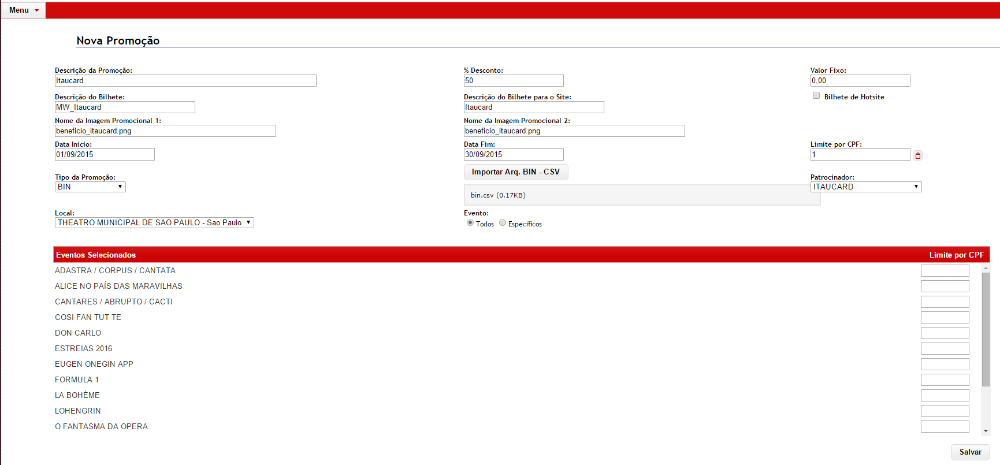 Menu
Nova Promoção
Descrição da Promoção: % Desconto: Valor Fixo:
Itaucard 50 0,00
Descrição do Bilhete: Descrição do Bilhete para o Site: Bilhete de Hotsite
MW_Itaucard Itaucard
Nome da Imagem Promocional 1: Nome da Imagem Promocional 2:
beneficio_itaucard.png beneficio_itaucard.png
Data Início: Data Fim: Limite por CPF:
01/09/2015 30/09/2015 1
Importar Arq. BIN - CSV
Tipo da Promoção: Patrocinador:
BIN ITAUCARD
bin.csv (0.17KB)
Local: Evento:
THEATRO MUNICIPAL DE SAO PAULO - Sao Paulo Todos Específicos
Eventos Selecionados Limite por CPF
ADASTRA / CORPUS / CANTATA
ALICE NO PAÍS DAS MARAVILHAS
CANTARES / ABRUPTO / CACTI
COSI FAN TUT TE
DON CARLO
ESTREIAS 2016
EUGEN ONEGIN APP
FORMULA 1
LA BOHÈME
LOHENGRIN
O FANTASMA DA OPERA
Salvar